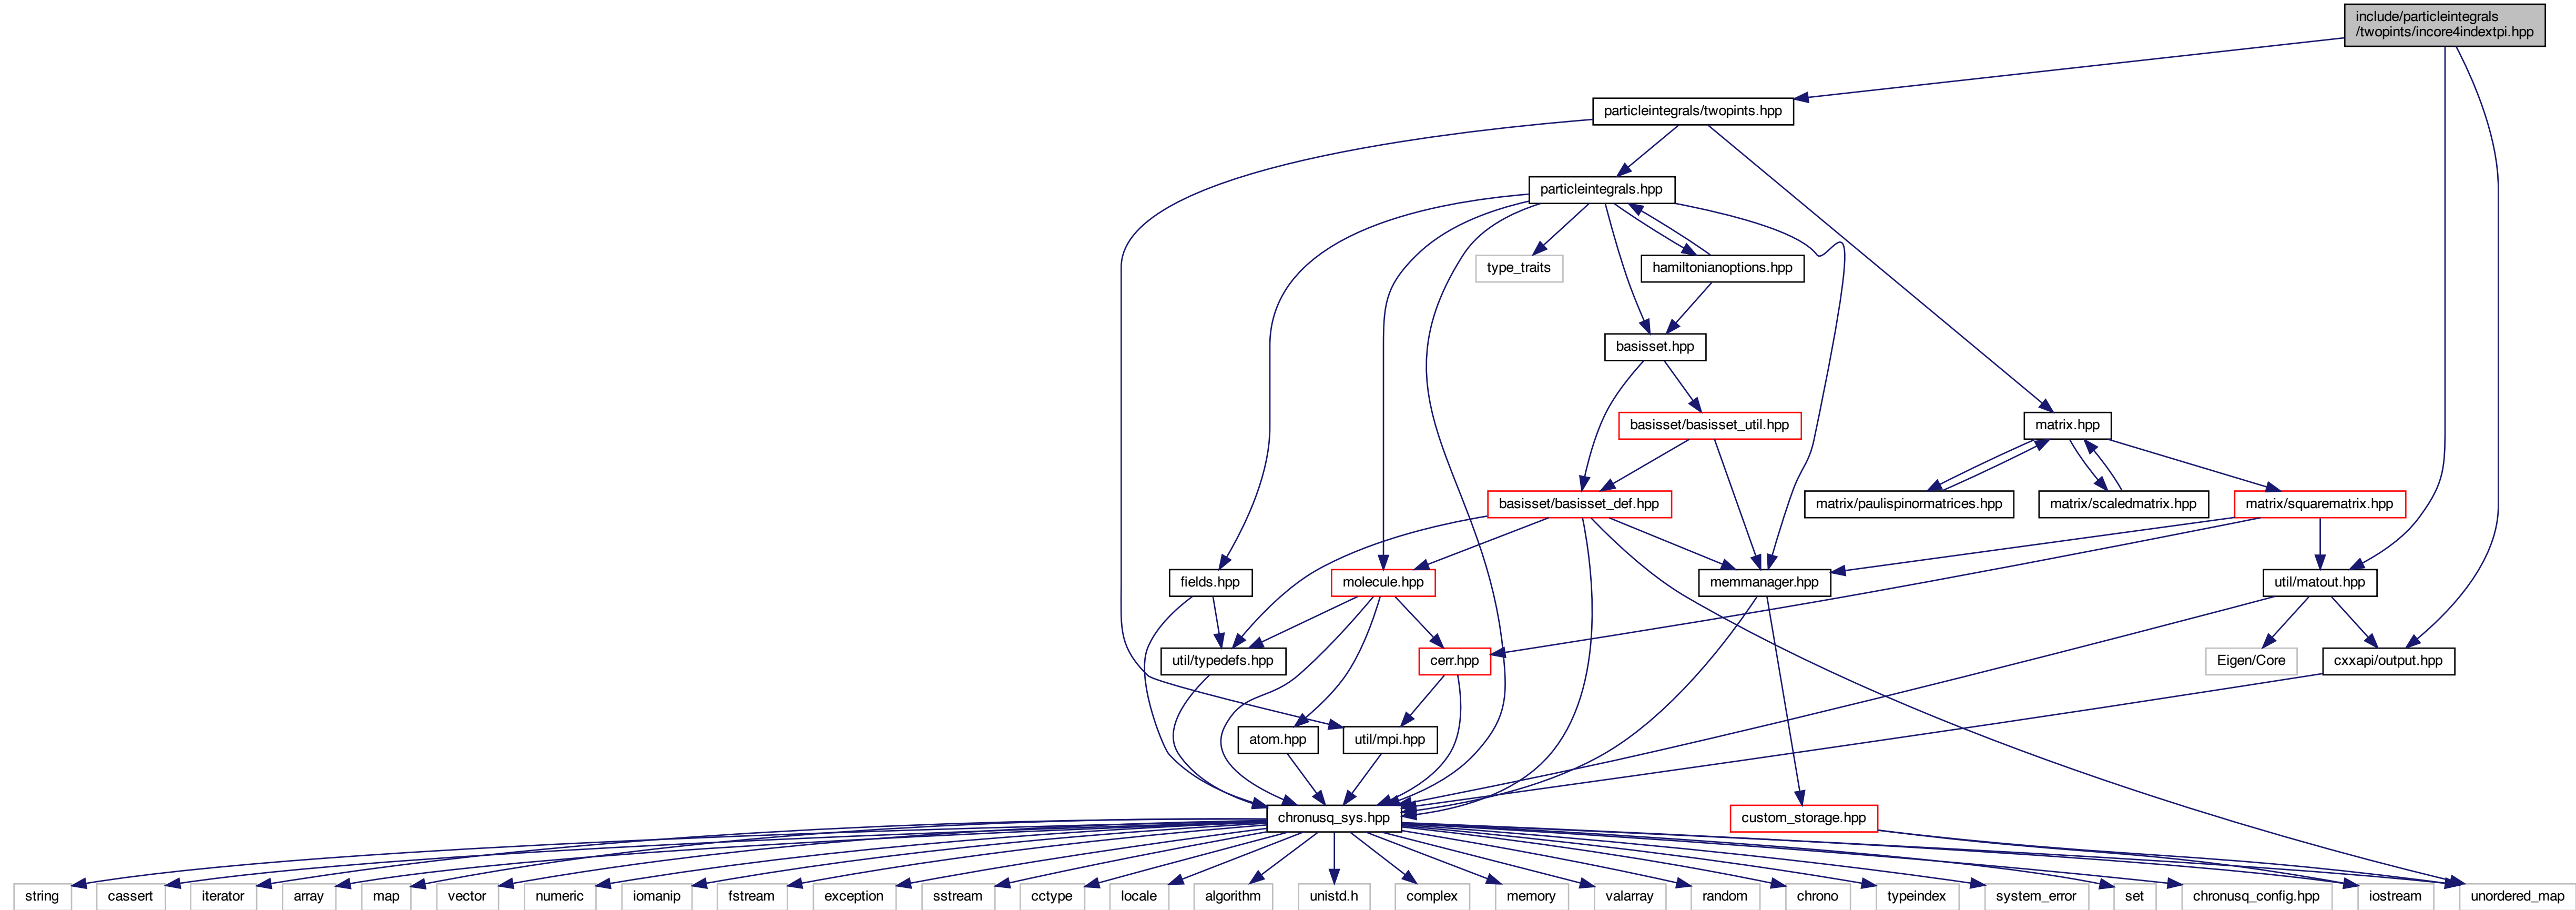 include/particleintegrals
/twopints/incore4indextpi.hpp
particleintegrals/twopints.hpp
particleintegrals.hpp
type_traits
hamiltonianoptions.hpp
basisset.hpp
basisset/basisset_util.hpp
matrix.hpp
basisset/basisset_def.hpp
matrix/paulispinormatrices.hpp
matrix/scaledmatrix.hpp
matrix/squarematrix.hpp
fields.hpp
molecule.hpp
memmanager.hpp
util/matout.hpp
util/typedefs.hpp
cerr.hpp
Eigen/Core
cxxapi/output.hpp
atom.hpp
util/mpi.hpp
chronusq_sys.hpp
custom_storage.hpp
string
cassert
iterator
array
map
vector
numeric
iomanip
fstream
exception
sstream
cctype
locale
algorithm
unistd.h
complex
memory
valarray
random
chrono
typeindex
system_error
set
chronusq_config.hpp
iostream
unordered_map